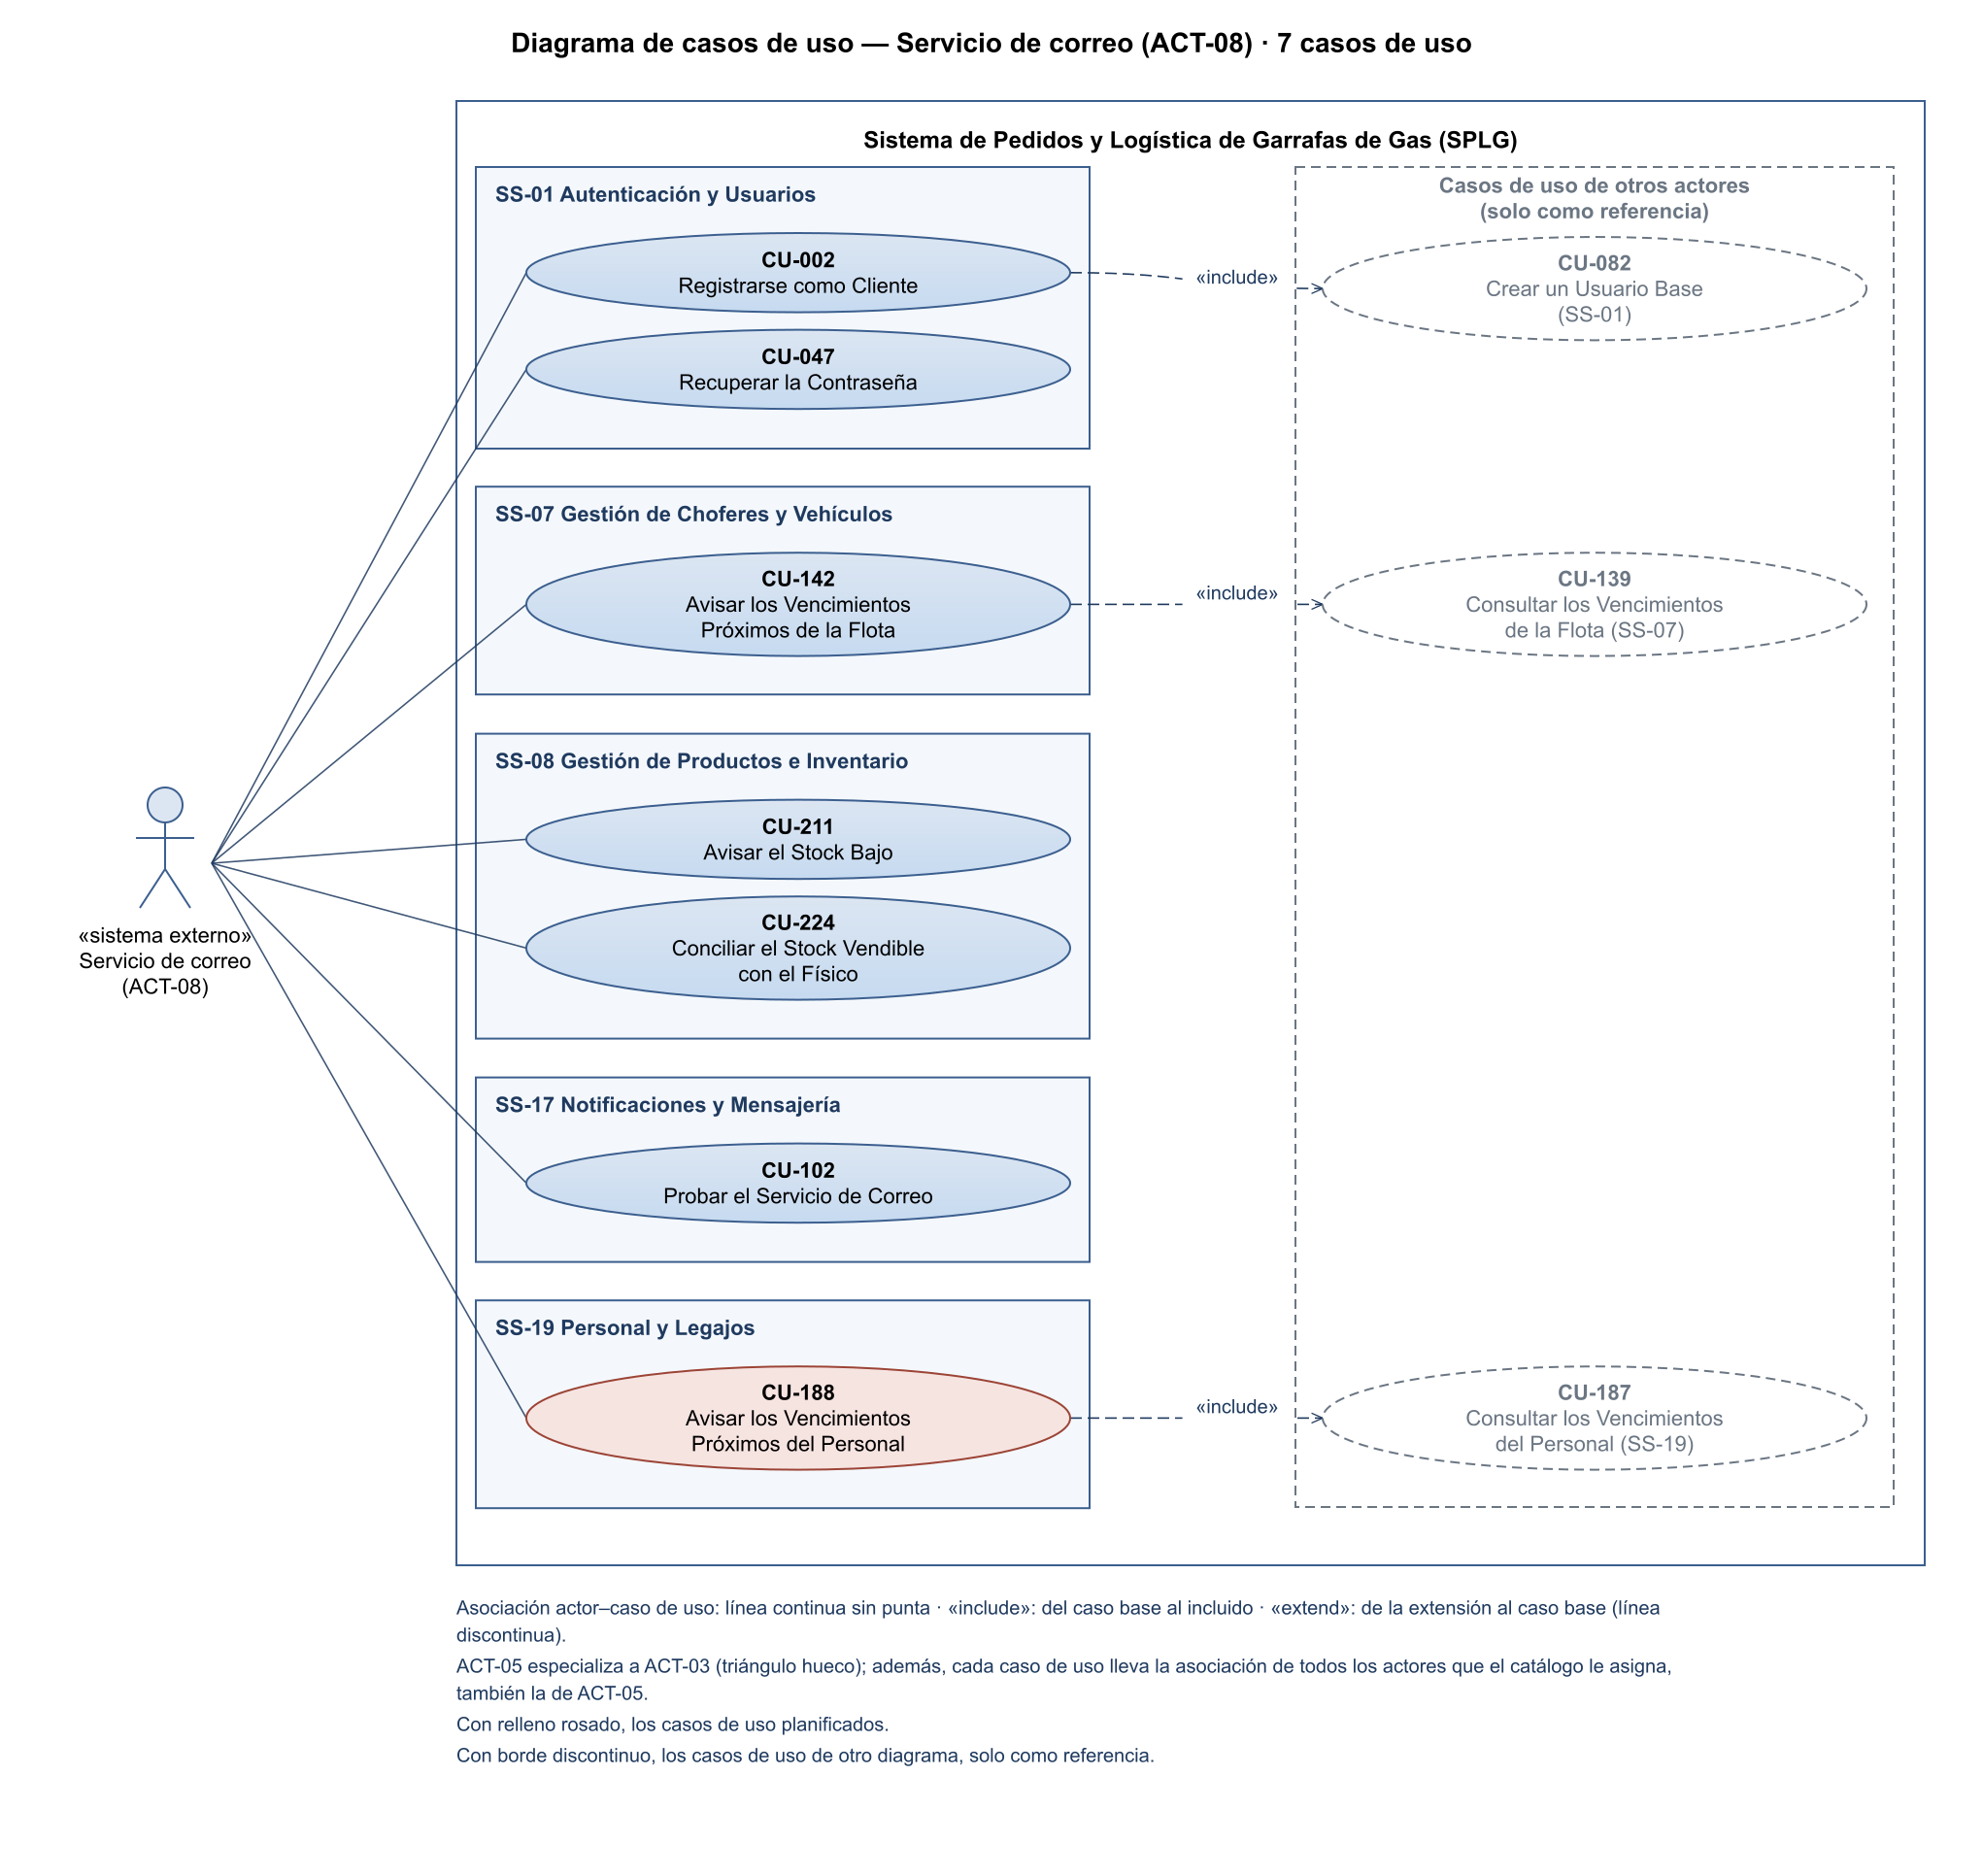 Diagrama de casos de uso — Servicio de correo (ACT-08) · 7 casos de uso
Sistema de Pedidos y Logística de Garrafas de Gas (SPLG)
SS-01 Autenticación y Usuarios
CU-002
Registrarse como Cliente
CU-047
Recuperar la Contraseña
«include»
Casos de uso de otros actores
(solo como referencia)
CU-082
Crear un Usuario Base
(SS-01)
SS-07 Gestión de Choferes y Vehículos
CU-142
Avisar los Vencimientos
Próximos de la Flota
«include»
CU-139
Consultar los Vencimientos
de la Flota (SS-07)
SS-08 Gestión de Productos e Inventario
CU-211
Avisar el Stock Bajo
CU-224
Conciliar el Stock Vendible
con el Físico
«sistema externo»
Servicio de correo
(ACT-08)
SS-17 Notificaciones y Mensajería
CU-102
Probar el Servicio de Correo
SS-19 Personal y Legajos
CU-188
Avisar los Vencimientos
Próximos del Personal
«include»
CU-187
Consultar los Vencimientos
del Personal (SS-19)
Asociación actor–caso de uso: línea continua sin punta · «include»: del caso base al incluido · «extend»: de la extensión al caso base (línea
discontinua).
ACT-05 especializa a ACT-03 (triángulo hueco); además, cada caso de uso lleva la asociación de todos los actores que el catálogo le asigna,
también la de ACT-05.
Con relleno rosado, los casos de uso planificados.
Con borde discontinuo, los casos de uso de otro diagrama, solo como referencia.